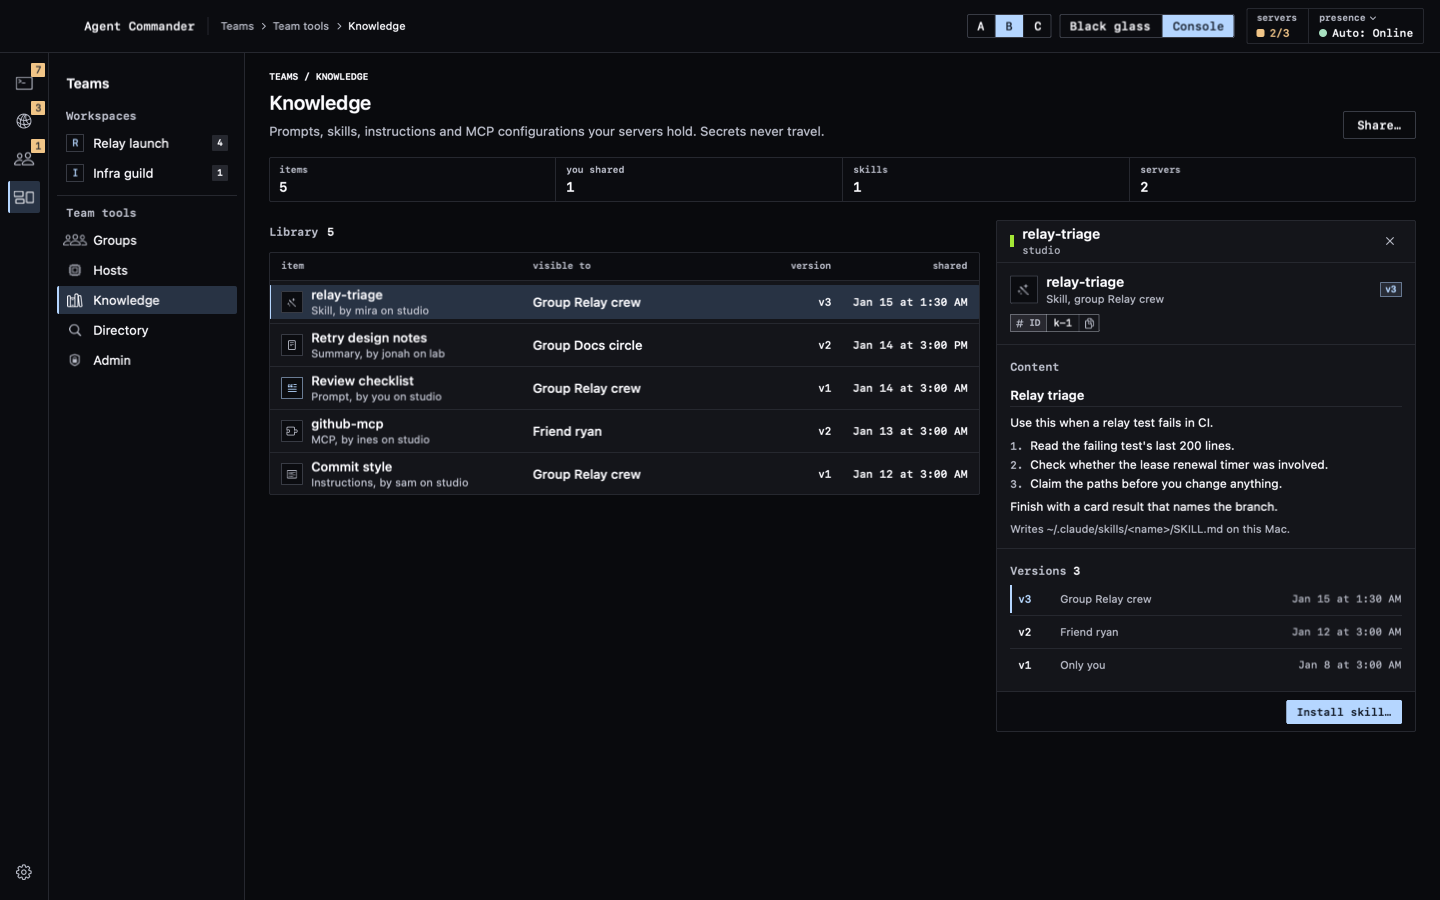 Agent Commander
Teams > Team tools > Knowledge
A B C
Black glass Console
servers
2/3
presence
Auto: Online
7
3
1
Teams
Workspaces
R Relay launch 4
I Infra guild 1
Team tools
Groups
Hosts
Knowledge
Directory
Admin
TEAMS / KNOWLEDGE
Knowledge
Prompts, skills, instructions and MCP configurations your servers hold. Secrets never travel.
Share…
items
5
you shared
1
skills
1
servers
2
Library 5
item visible to version shared
relay-triage
Skill, by mira on studio
Group Relay crew v3 Jan 15 at 1:30 AM
Retry design notes
Summary, by jonah on lab
Group Docs circle v2 Jan 14 at 3:00 PM
Review checklist
Prompt, by you on studio
Group Relay crew v1 Jan 14 at 3:00 AM
github-mcp
MCP, by ines on studio
Friend ryan v2 Jan 13 at 3:00 AM
Commit style
Instructions, by sam on studio
Group Relay crew v1 Jan 12 at 3:00 AM
relay-triage
studio
relay-triage
Skill, group Relay crew
v3
# ID k-1
Content
Relay triage
Use this when a relay test fails in CI.
1. Read the failing test's last 200 lines.
2. Check whether the lease renewal timer was involved.
3. Claim the paths before you change anything.
Finish with a card result that names the branch.
Writes ~/.claude/skills/<name>/SKILL.md on this Mac.
Versions 3
v3 Group Relay crew Jan 15 at 1:30 AM
v2 Friend ryan Jan 12 at 3:00 AM
v1 Only you Jan 8 at 3:00 AM
Install skill…